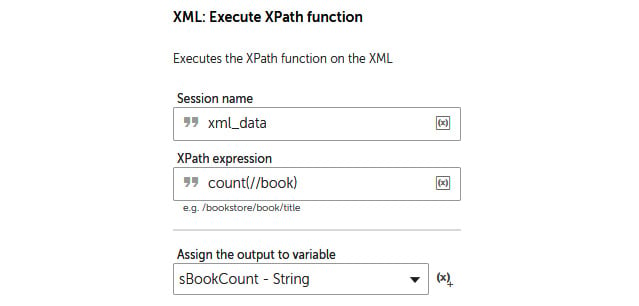 XML: Execute XPath function
Executes the XPath function on the XML
Session name
" xml_data (x)
XPath expression
" count(//book) (x)
e.g. /bookstore/book/title
Assign the output to variable
sBookCount - String (x)+